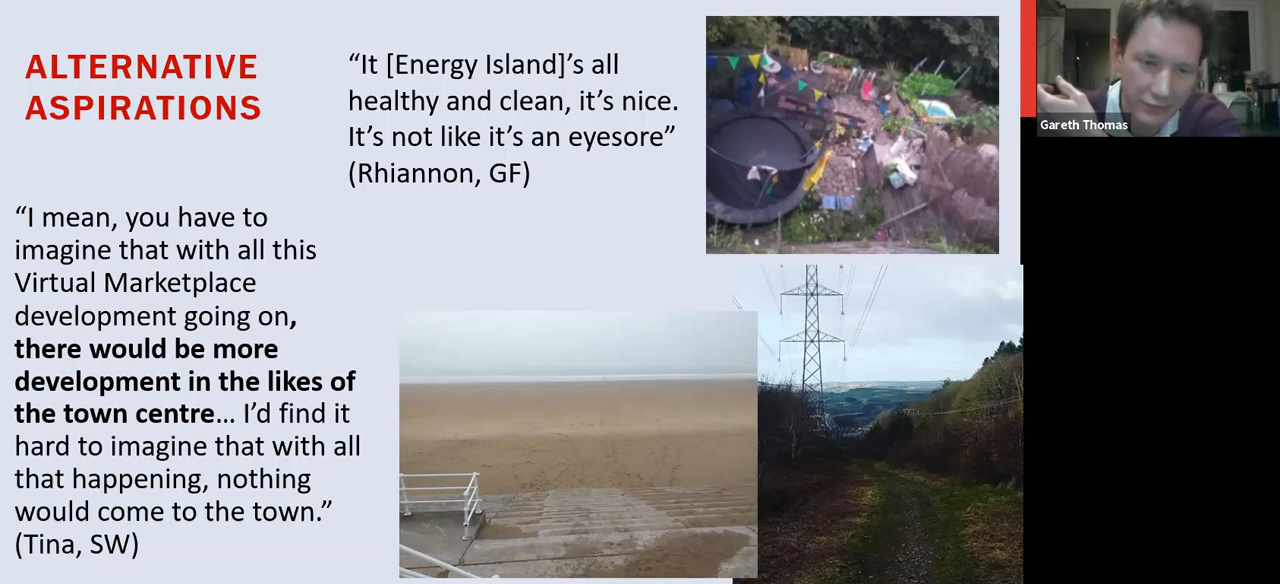 ALTERNATIVE
ASPIRATIONS
“It [Energy Island]’s all
healthy and clean, it’s nice.
It’s not like it’s an eyesore”
(Rhiannon, GF)
“I mean, you have to
imagine that with all this
Virtual Marketplace
development going on,
there would be more
development in the likes of
the town centre… I’d find it
hard to imagine that with all
that happening, nothing
would come to the town.”
(Tina, SW)
Gareth Thomas